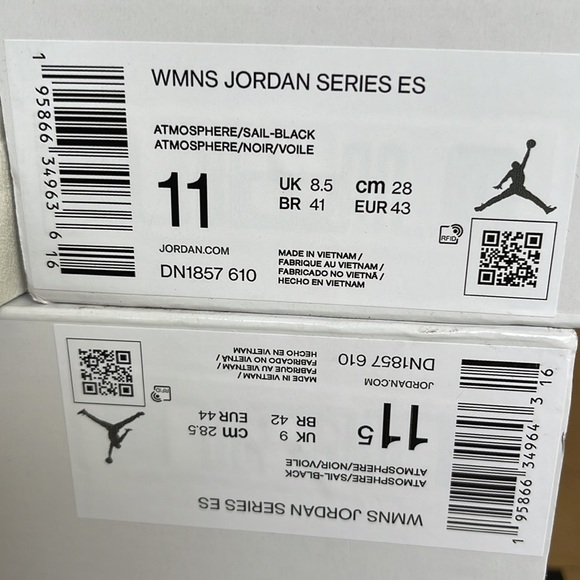 WMNS JORDAN SERIES ES
ATMOSPHERE/SAIL-BLACK
ATMOSPHERE/NOIR/VOILE
11
UK 8.5 cm 28
BR 41 EUR 43
JORDAN.COM
DN1857 610
MADE IN VIETNAM /
FABRIQUE AU VIETNAM /
FABRICADO NO VIETNÃ /
HECHO EN VIETNAM
RFID
1 95866 34963 6 16
WMNS JORDAN SERIES ES
ATMOSPHERE/SAIL-BLACK
ATMOSPHERE/NOIR/VOILE
115
UK 9 cm 28.5
BR 42 EUR 44
JORDAN.COM
DN1857 610
MADE IN VIETNAM /
FABRIQUE AU VIETNAM /
FABRICADO NO VIETNÃ /
HECHO EN VIETNAM
RFID
1 95866 34964 3 16